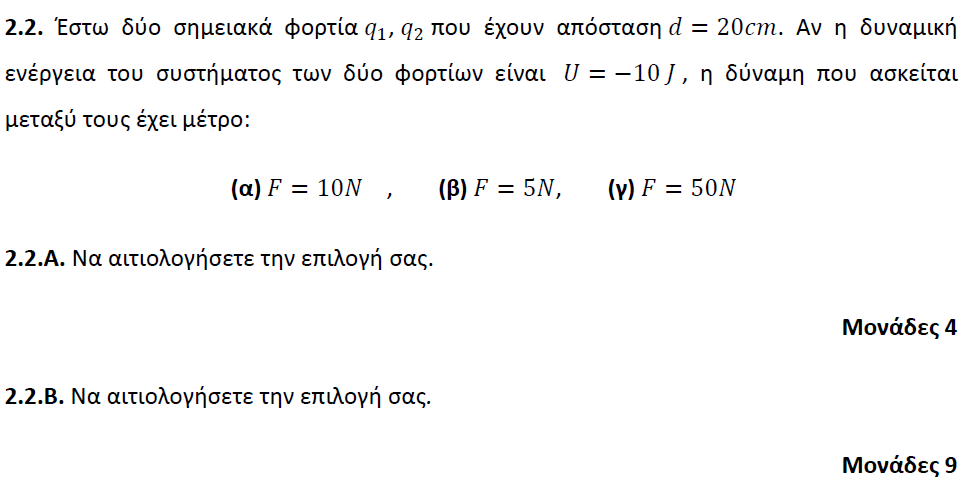 2.2. Έστω δύο σημειακά φορτία q₁, q₂ που έχουν απόσταση d = 20cm. Αν η δυναμική
ενέργεια του συστήματος των δύο φορτίων είναι U = −10 J , η δύναμη που ασκείται
μεταξύ τους έχει μέτρο:
(α) F = 10N , (β) F = 5N, (γ) F = 50N
2.2.Α. Να αιτιολογήσετε την επιλογή σας.
Μονάδες 4
2.2.Β. Να αιτιολογήσετε την επιλογή σας.
Μονάδες 9